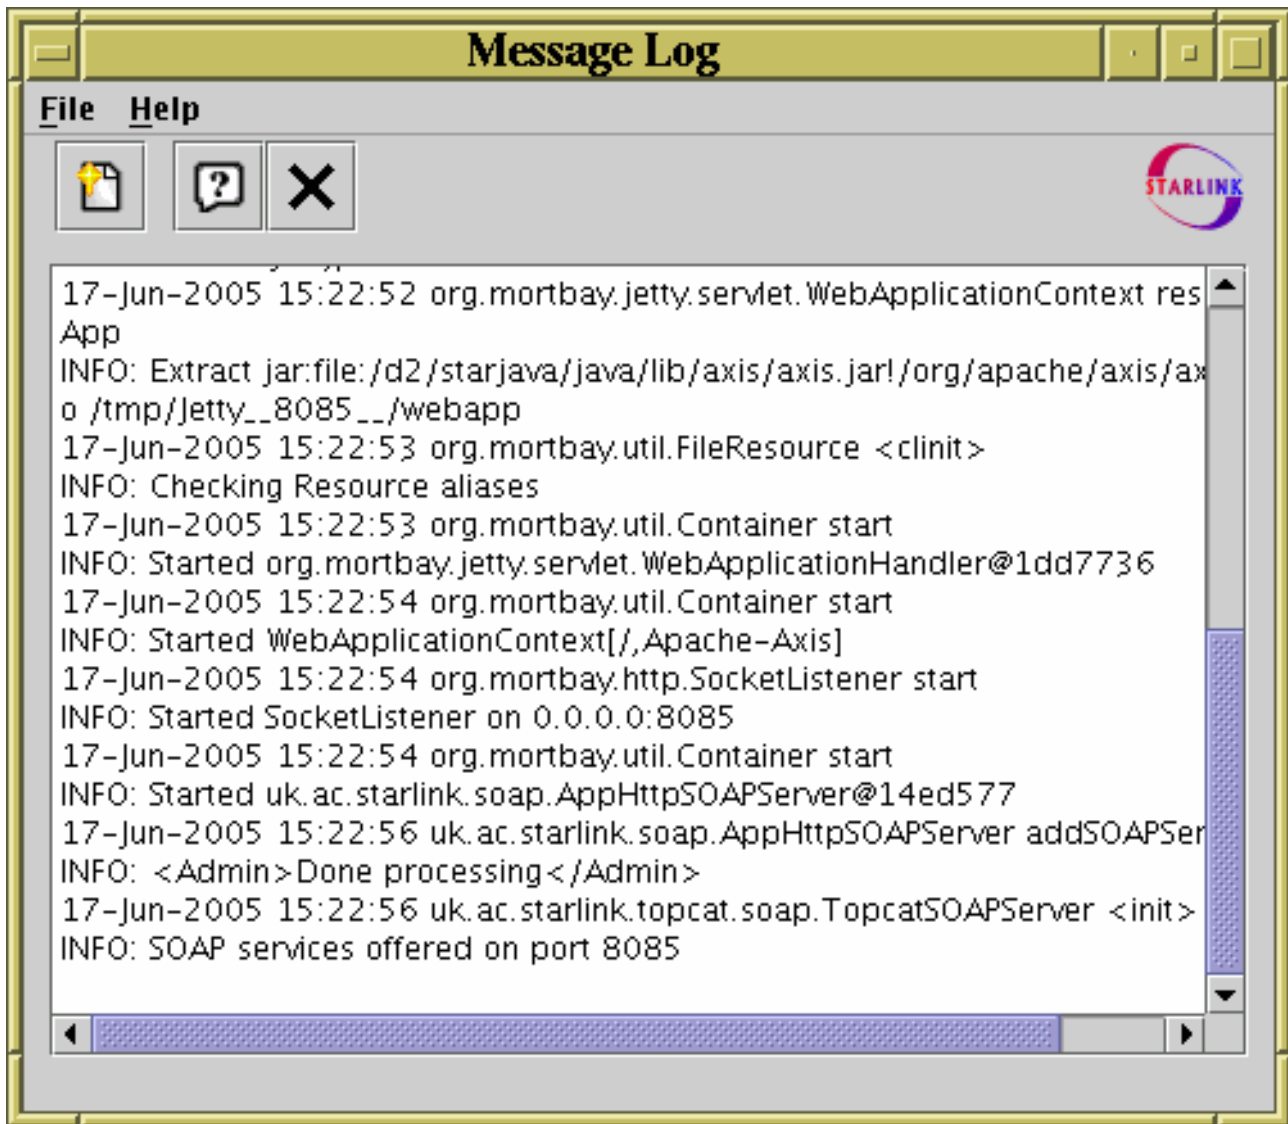 Message Log
File Help
STARLINK
17-Jun-2005 15:22:52 org.mortbay.jetty.servlet.WebApplicationContext res
App
INFO: Extract jar:file:/d2/starjava/java/lib/axis/axis.jar!/org/apache/axis/ax
o /tmp/Jetty__8085__/webapp
17-Jun-2005 15:22:53 org.mortbay.util.FileResource <clinit>
INFO: Checking Resource aliases
17-Jun-2005 15:22:53 org.mortbay.util.Container start
INFO: Started org.mortbay.jetty.servlet.WebApplicationHandler@1dd7736
17-Jun-2005 15:22:54 org.mortbay.util.Container start
INFO: Started WebApplicationContext[/,Apache-Axis]
17-Jun-2005 15:22:54 org.mortbay.http.SocketListener start
INFO: Started SocketListener on 0.0.0.0:8085
17-Jun-2005 15:22:54 org.mortbay.util.Container start
INFO: Started uk.ac.starlink.soap.AppHttpSOAPServer@14ed577
17-Jun-2005 15:22:56 uk.ac.starlink.soap.AppHttpSOAPServer addSOAPSer
INFO: <Admin>Done processing</Admin>
17-Jun-2005 15:22:56 uk.ac.starlink.topcat.soap.TopcatSOAPServer <init>
INFO: SOAP services offered on port 8085